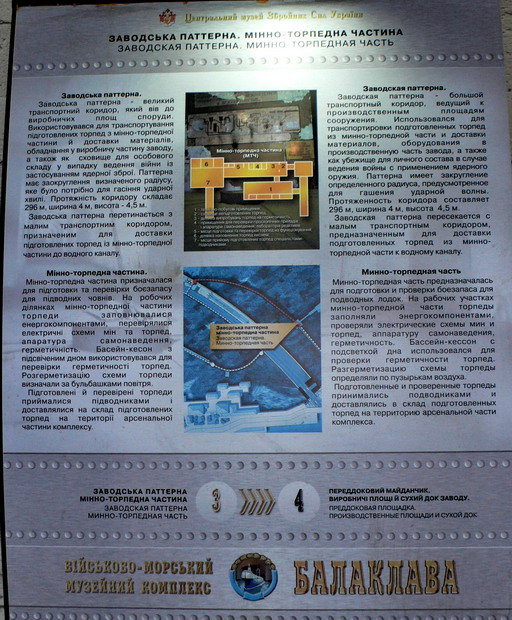 Центральний музей Збройних Сил України
ЗАВОДСЬКА ПАТТЕРНА. МІННО-ТОРПЕДНА ЧАСТИНА
ЗАВОДСКАЯ ПАТТЕРНА. МИННО-ТОРПЕДНАЯ ЧАСТЬ
Заводська паттерна.
Заводська паттерна - великий
транспортний коридор, який вів до
виробничіх площ споруди.
Використовувався для транспортування
підготовлених торпед з мінно-торпедної
частини й доставки матеріалів,
обладнання у виробничу частину заводу,
а також як сховище для особового
складу у випадку ведення війни із
застосуванням ядерної зброї. Паттерна
має заокруглення визначного радіусу,
яке було потрібно для гасіння ударної
хвилі. Протяжність коридору складає
296 м, ширина 4 м, висота - 4,5 м.
Заводська паттерна перетинається з
малим транспортним коридором,
призначним для доставки
підготовлених торпед із мінно-торпедної
частини до водного каналу.
Мінно-торпедна частина.
Мінно-торпедна частина призначалася
для підготовки та перевірки боєзапаса
для підводних човнів. На робочих
ділянках мінно-торпедної частини
торпеди заповнювалися
енергокомпонентами, перевірялися
електричні схеми мін та торпед,
апаратура самонаведення,
герметичність. Басейн-кесон з
підсвіченим дном використовувався для
перевірки герметичності торпед.
Розгерметизацію схеми торпеди
визначали за бульбашками повітря.
Підготовлені й перевірені торпеди
приймалися підводниками і
доставлялися на склад підготовлених
торпед на території арсенальної
частини комплексу.
Мінно-торпедна частина
(МТЧ)
6
5
4
3
2
7
1
Заводська паттерна
мінно-торпедна частина
Заводская паттерна
Минно-торпедная часть
Заводская паттерна.
Заводская паттерна - большой
транспортный коридор, ведущий к
производственным площадям
сооружения. Использовался для
транспортировки подготовленных торпед
из минно-торпедной части и доставки
материалов, оборудования в
производственную часть завода, а также
как убежище для личного состава в случае
ведения войны с применением ядерного
оружия. Паттерна имеет закругление
определенного радиуса, предусмотренное
для гашения ударной волны.
Протяженность коридора составляет
296 м, ширина 4 м, высота 4,5 м.
Заводская паттерна пересекается с
малым транспортным коридором,
предназначенным для доставки
подготовленных торпед из минно-
торпедной части к водному каналу.
Минно-торпедная часть
Минно-торпедная часть предназначалась
для подготовки и проверки боезапаса для
подводных лодок. На рабочих участках
минно-торпедной части торпеды
заполняли энергокомпонентами,
проверяли электрические схемы мин и
торпед, аппаратуру самонаведения,
герметичность. Бассейн-кессон с
подсветкой дна использовался для
проверки герметичности торпед.
Разгерметизацию схемы торпеды
определяли по пузырькам воздуха.
Подготовленные и проверенные торпеды
принимались подводниками и
доставлялись в склад подготовленных
торпед на территорию арсенальной части
комплекса.
ЗАВОДСЬКА ПАТТЕРНА
МІННО-ТОРПЕДНА ЧАСТИНА
ЗАВОДСКАЯ ПАТТЕРНА
МИННО-ТОРПЕДНАЯ ЧАСТЬ
3
4
ПЕРЕДДОКОВИЙ МАЙДАНЧИК.
ВИРОБНИЧІ ПЛОЩІ Й СУХИЙ ДОК ЗАВОДУ.
ПРЕДДОКОВАЯ ПЛОЩАДКА.
ПРОИЗВОДСТВЕННЫЕ ПЛОЩАДИ И СУХОЙ ДОК
ВІЙСЬКОВО-МОРСЬКИЙ
МУЗЕЙНИЙ КОМПЛЕКС
БАЛАКЛАВА